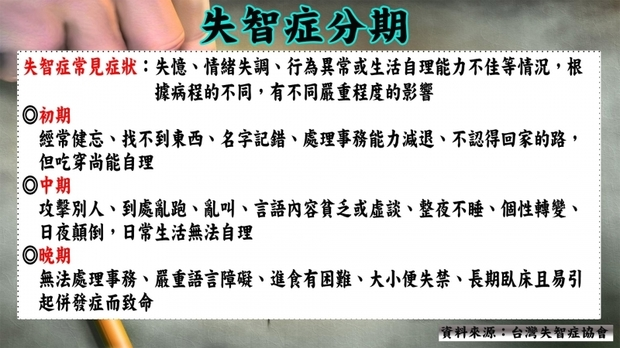 失智症分期
失智症常見症狀：失憶、情緒失調、行為異常或生活自理能力不佳等情況，根
據病程的不同，有不同嚴重程度的影響
◎初期
經常健忘、找不到東西、名字記錯、處理事務能力減退、不認得回家的路，
但吃穿尚能自理
◎中期
攻擊別人、到處亂跑、亂叫、言語內容貧乏或虛談、整夜不睡、個性轉變、
日夜顛倒，日常生活無法自理
◎晚期
無法處理事務、嚴重語言障礙、進食有困難、大小便失禁、長期臥床且易引
起併發症而致命
資料來源：台灣失智症協會